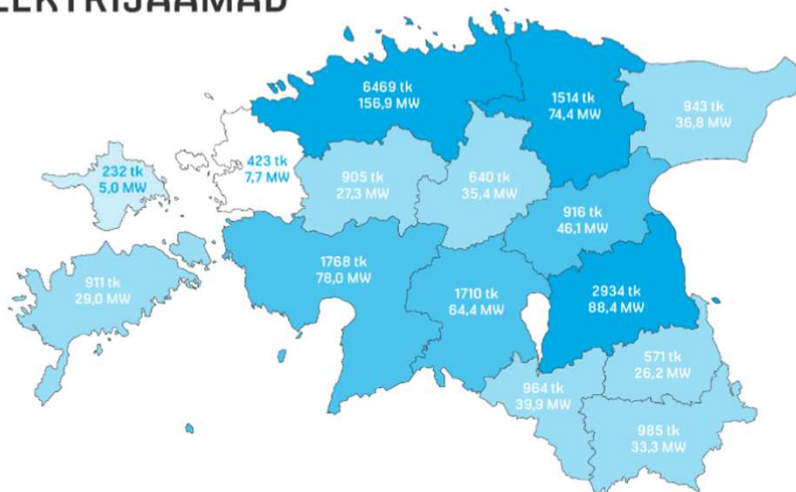 LEKTRIJAAMAD
6469 tk
156,9 MW
1514 tk
74,4 MW
943 tk
36,8 MW
232 tk
5,0 MW
423 tk
7,7 MW
905 tk
27,3 MW
640 tk
35,4 MW
916 tk
46,1 MW
911 tk
29,0 MW
1768 tk
78,0 MW
1710 tk
64,4 MW
2934 tk
88,4 MW
571 tk
26,2 MW
964 tk
39,9 MW
985 tk
33,3 MW